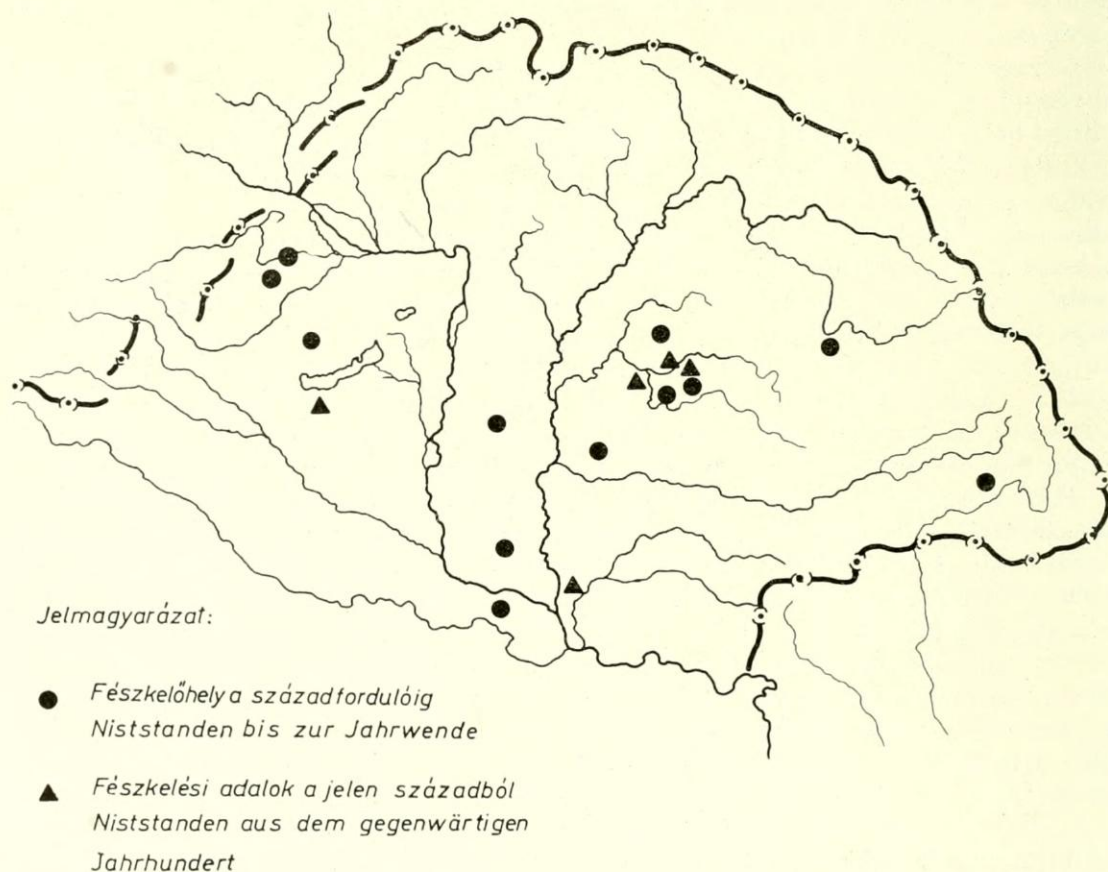 Jelmagyarázat:
Fészkelőhely a századfordulóig
Niststanden bis zur Jahrwende
Fészkelési adalok a jelen századból
Niststanden aus dem gegenwärtigen
Jahrhundert